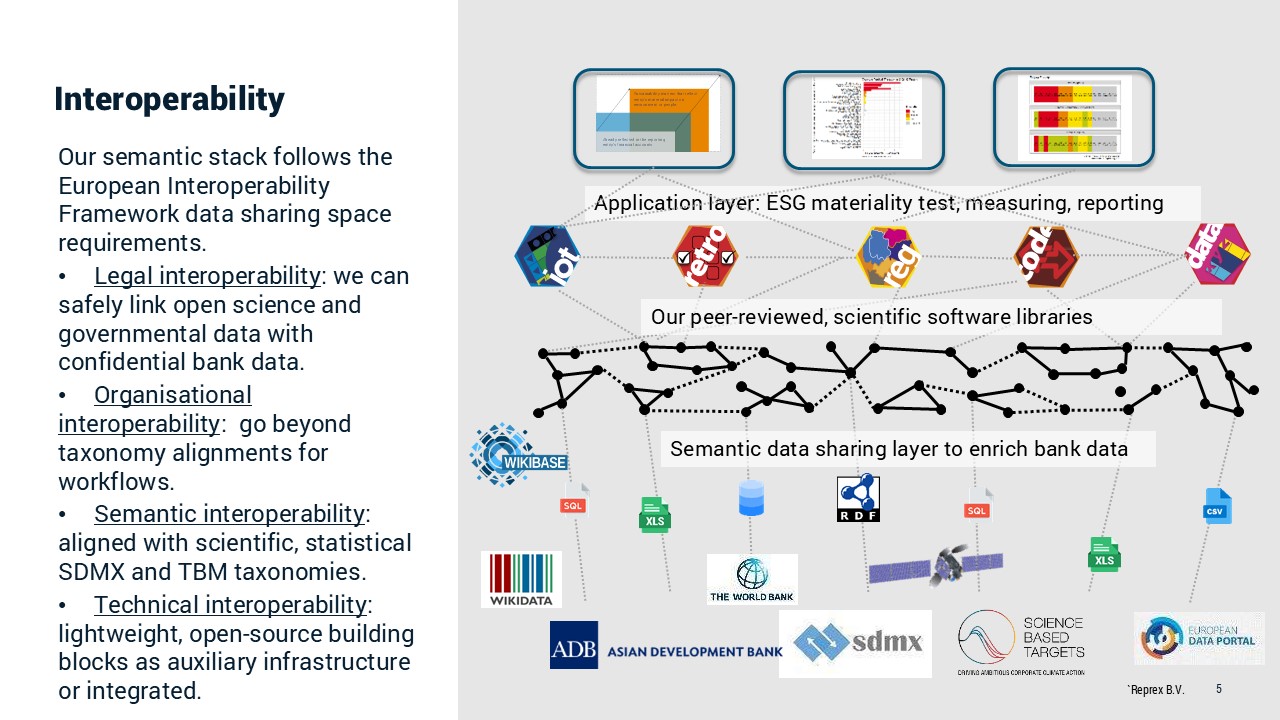 Interoperability
Our semantic stack follows the
European Interoperability
Framework data sharing space
requirements.
• Legal interoperability: we can
safely link open science and
governmental data with
confidential bank data.
• Organisational
interoperability:  go beyond
taxonomy alignments for
workflows.
• Semantic interoperability:
aligned with scientific, statistical
SDMX and TBM taxonomies.
• Technical interoperability:
lightweight, open-source building
blocks as auxiliary infrastructure
or integrated.
Application layer: ESG materiality test, measuring, reporting
iot
retro
reg
coda
data
Our peer-reviewed, scientific software libraries
Semantic data sharing layer to enrich bank data
WIKIBASE
SQL
XLS
RDF
SQL
CSV
XLS
WIKIDATA
THE WORLD BANK
ADB ASIAN DEVELOPMENT BANK
sdmx
SCIENCE
BASED
TARGETS
DRIVING AMBITIOUS CORPORATE CLIMATE ACTION
EUROPEAN
DATA PORTAL
`Reprex B.V.
5